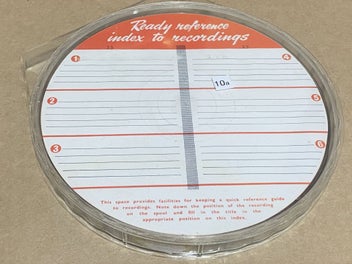 Ready reference
index to recordings
1
4
10a
2
5
3
6
This space provides facilities for keeping a quick reference guide
to recordings. Note down the position of the recording
on the spool and fill in the title in the
appropriate position on this index.